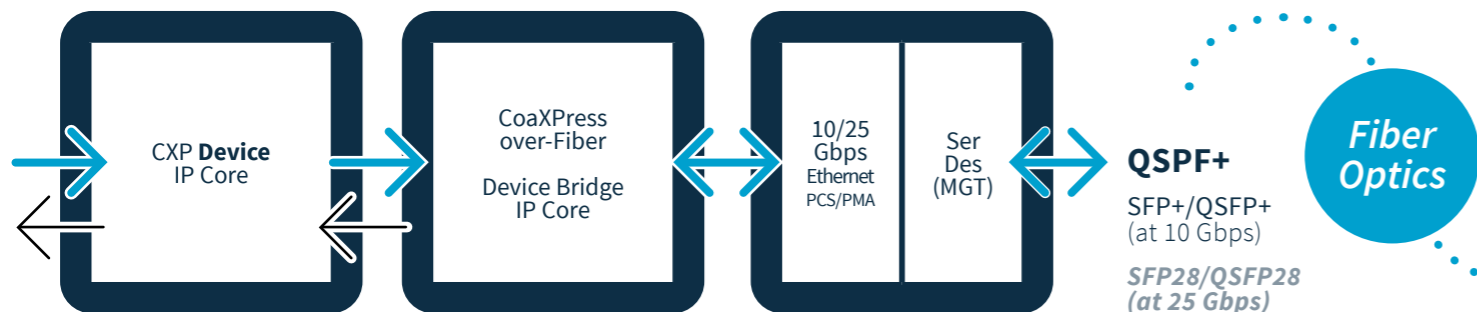 CXP Device
IP Core
CoaXPress
over-Fiber
Device Bridge
IP Core
10/25
Gbps
Ethernet
PCS/PMA
Ser
Des
(MGT)
QSPF+
SFP+/QSFP+
(at 10 Gbps)
SFP28/QSFP28
(at 25 Gbps)
Fiber
Optics